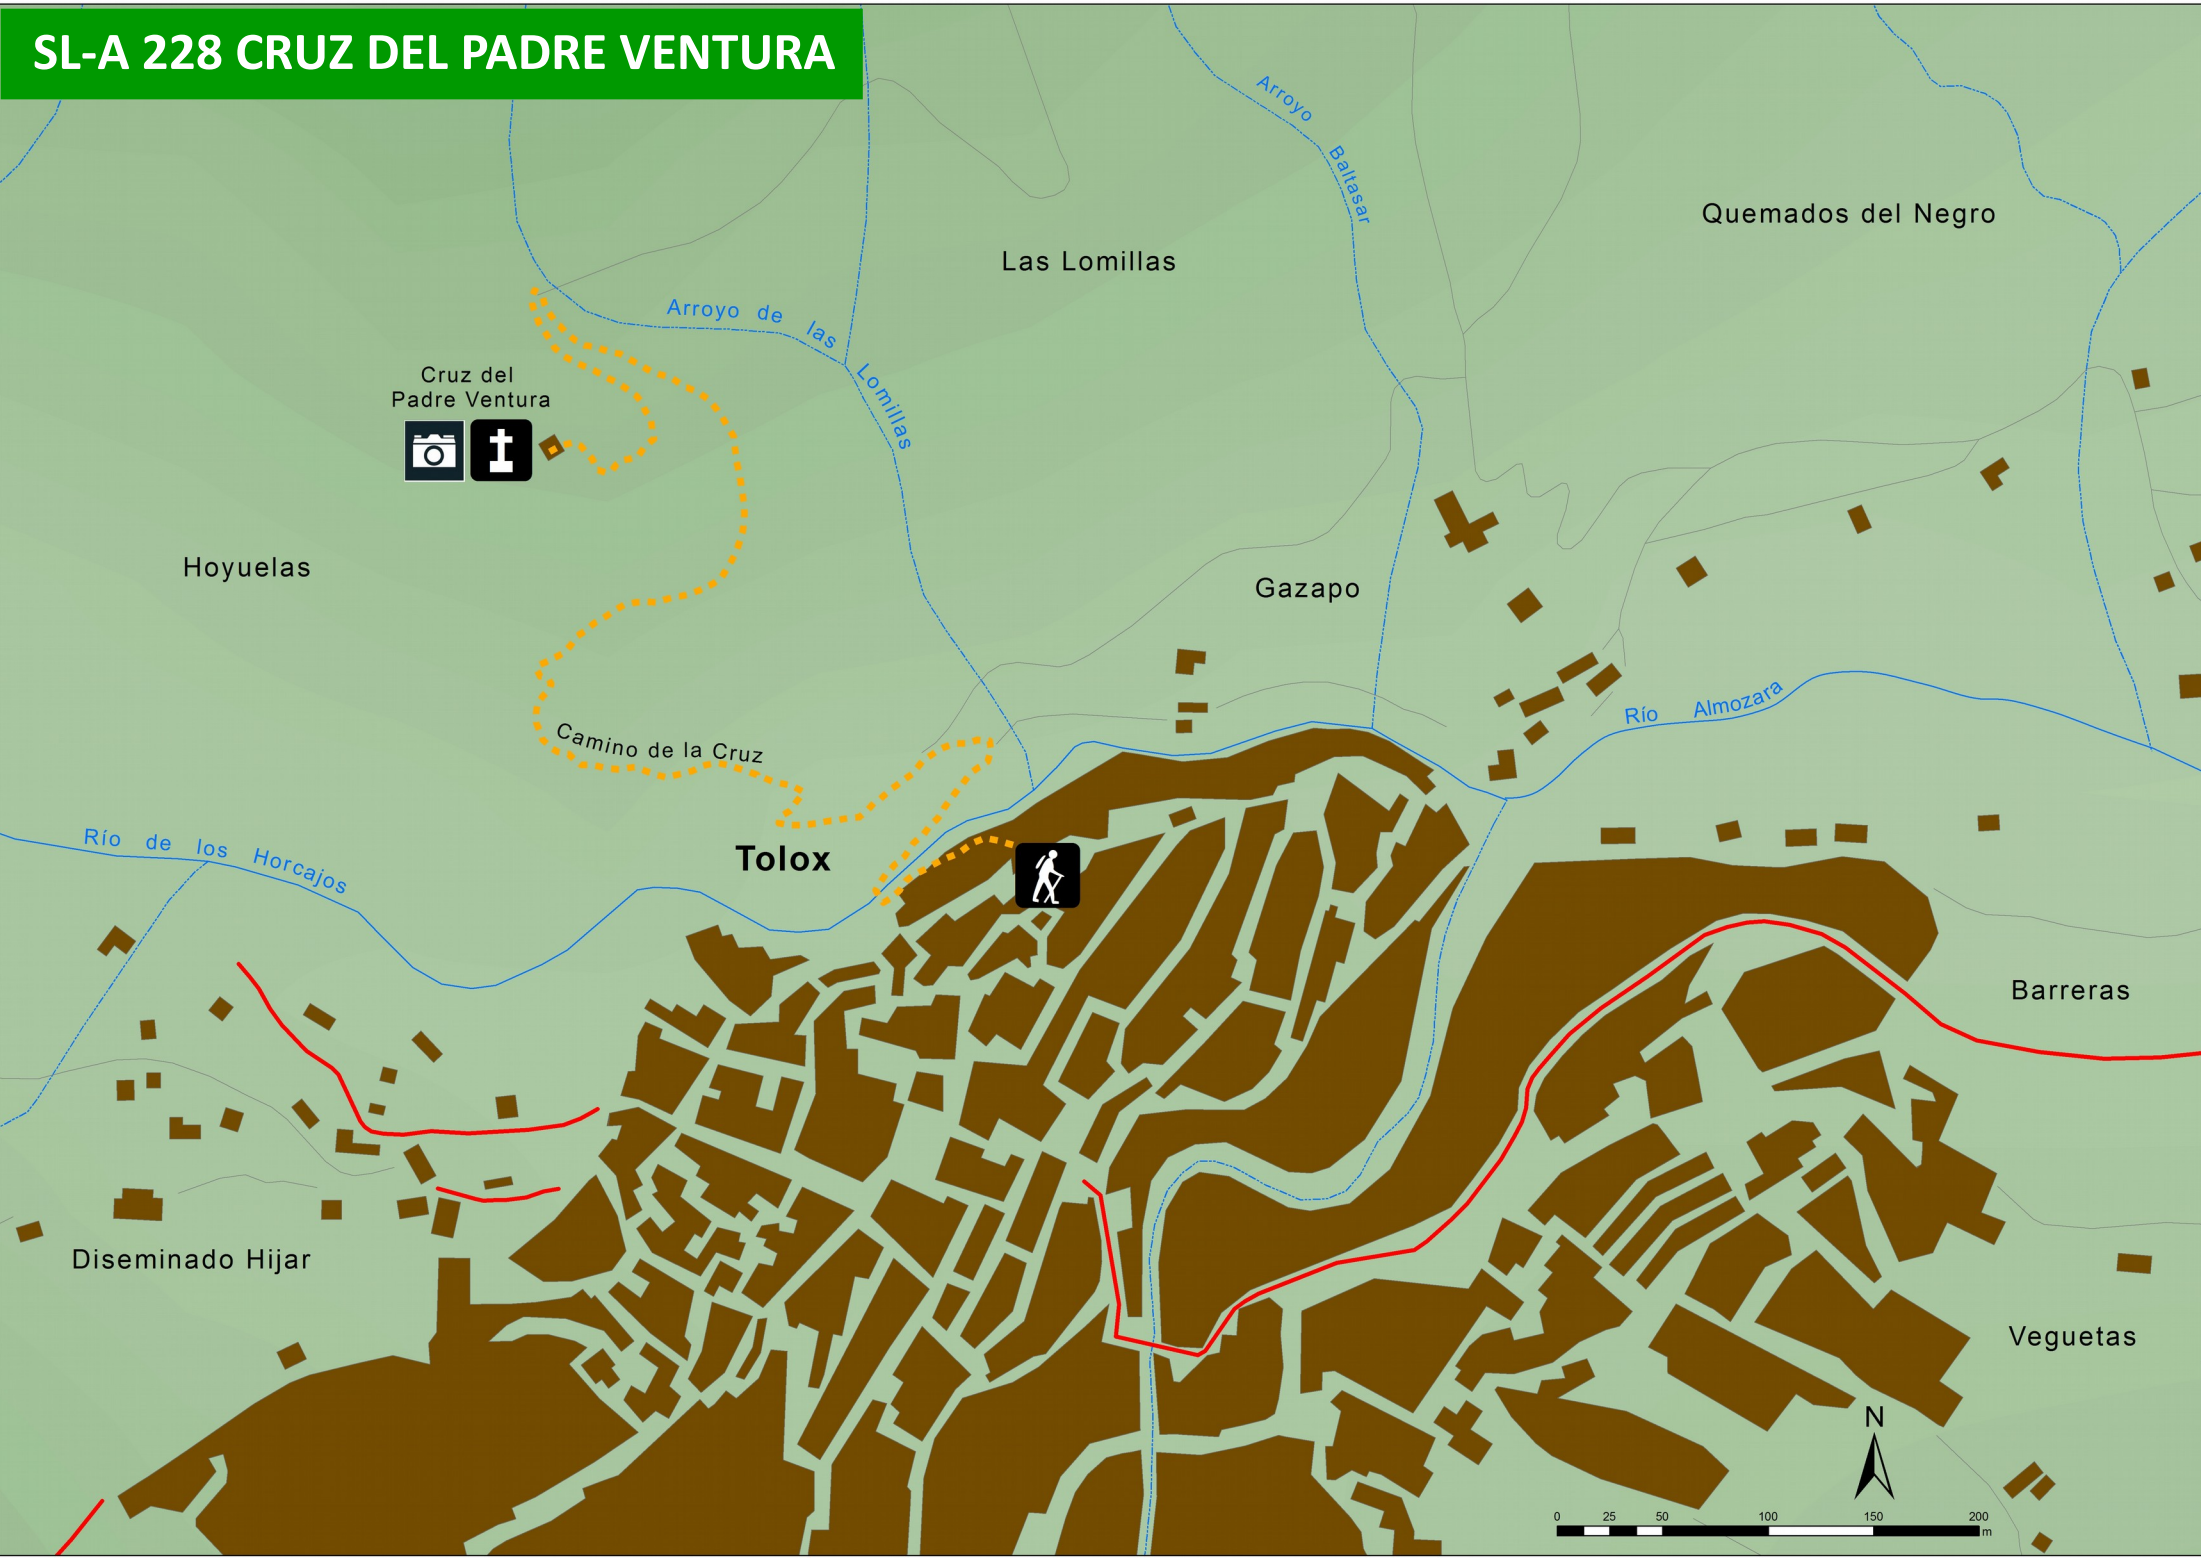 SL-A 228 CRUZ DEL PADRE VENTURA
Arroyo
Baltasar
Quemados del Negro
Las Lomillas
Arroyo de las
Lomillas
Cruz del
Padre Ventura
Hoyuelas
Gazapo
Río Almozara
Camino de la Cruz
Río de los Horcajos
Tolox
Barreras
Diseminado Hijar
Veguetas
N
0 25 50 100 150 200
m